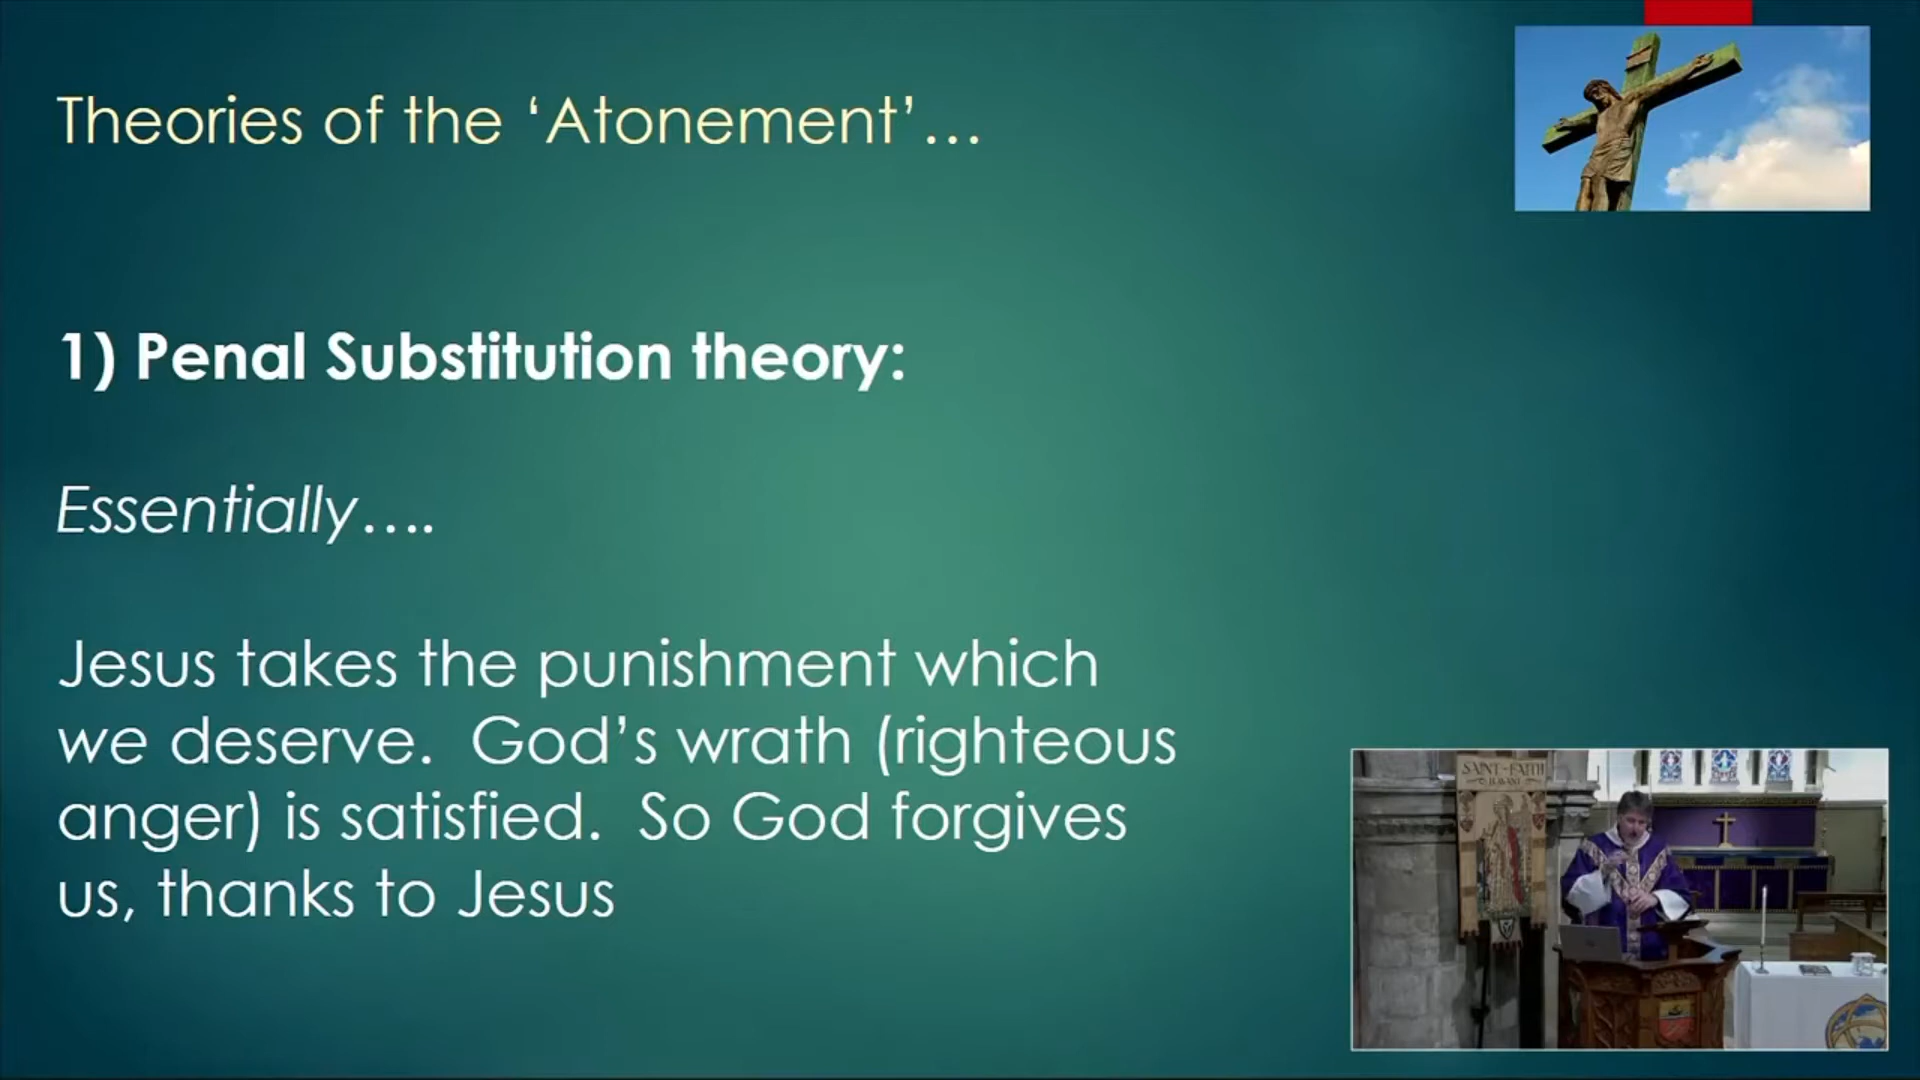 Theories of the ‘Atonement’…
1) Penal Substitution theory:
Essentially….
Jesus takes the punishment which
we deserve.  God’s wrath (righteous
anger) is satisfied.  So God forgives
us, thanks to Jesus
SAINT-FAITH
HAVANT